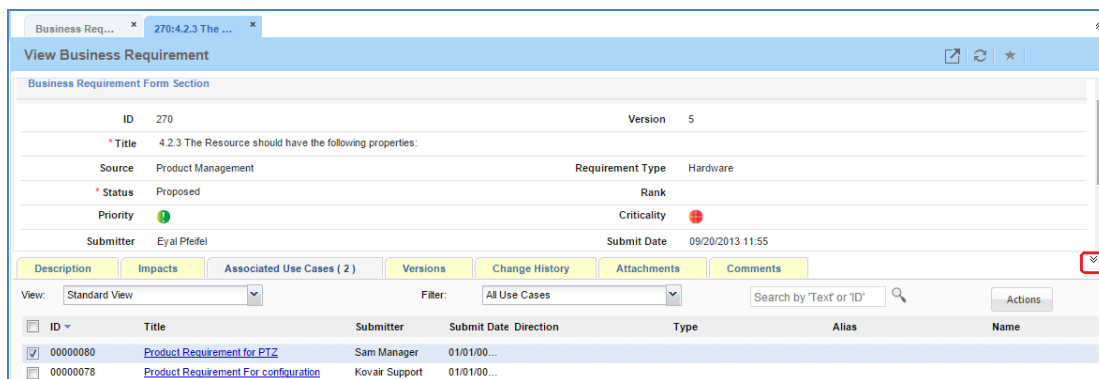 Business Req... × 270:4.2.3 The ... ×
View Business Requirement
Business Requirement Form Section
ID 270 Version 5
* Title 4.2.3 The Resource should have the following properties:
Source Product Management Requirement Type Hardware
* Status Proposed Rank
Priority Criticality
Submitter Eyal Pfeifel Submit Date 09/20/2013 11:55
Description Impacts Associated Use Cases ( 2 ) Versions Change History Attachments Comments
View: Standard View Filter: All Use Cases Search by 'Text' or 'ID' Actions
ID Title Submitter Submit Date Direction Type Alias Name
00000080 Product Requirement for PTZ Sam Manager 01/01/00...
00000078 Product Requirement For configuration Kovair Support 01/01/00...